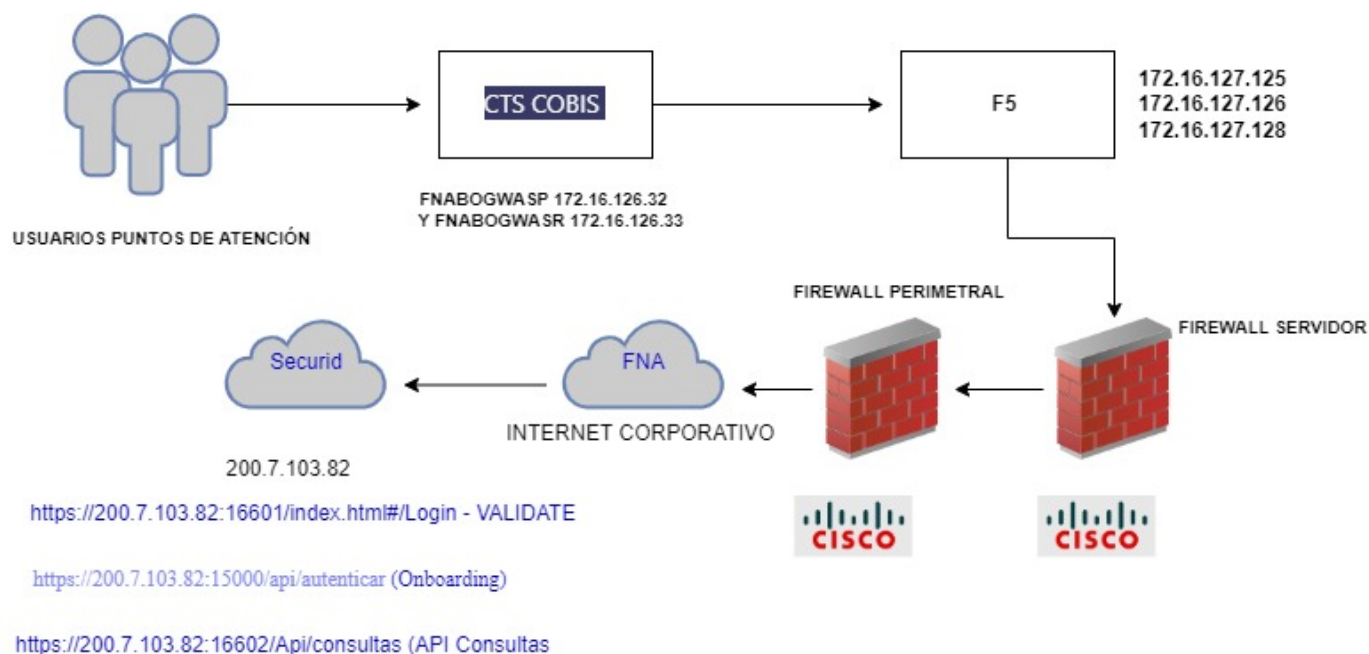 CTS COBIS
F5
172.16.127.125
172.16.127.126
172.16.127.128
FNABOGWASP 172.16.126.32
Y FNABOGWASR 172.16.126.33
USUARIOS PUNTOS DE ATENCIÓN
FIREWALL PERIMETRAL
FIREWALL SERVIDOR
Securid
FNA
INTERNET CORPORATIVO
200.7.103.82
https://200.7.103.82:16601/index.html#/Login - VALIDATE
CISCO
CISCO
https://200.7.103.82:15000/api/autenticar (Onboarding)
https://200.7.103.82:16602/Api/consultas (API Consultas